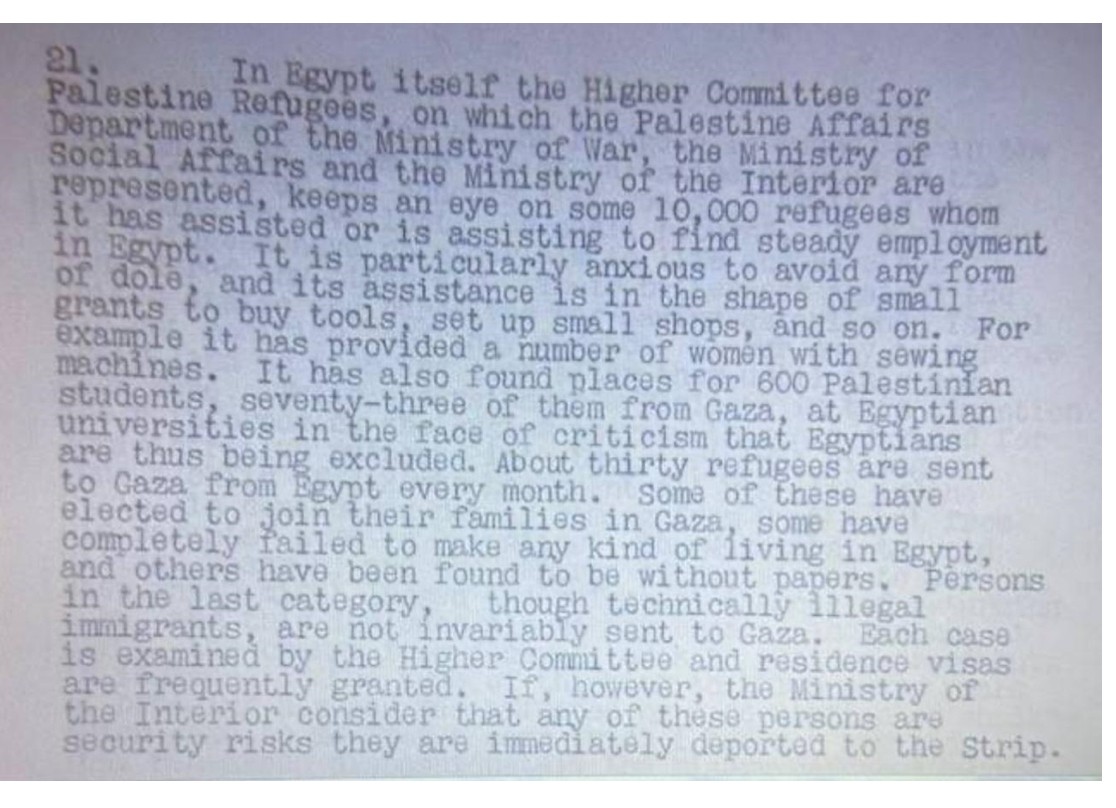 21. In Egypt itself the Higher Committee for
Palestine Refugees, on which the Palestine Affairs
Department of the Ministry of War, the Ministry of
Social Affairs and the Ministry of the Interior are
represented, keeps an eye on some 10,000 refugees whom
it has assisted or is assisting to find steady employment
in Egypt. It is particularly anxious to avoid any form
of dole, and its assistance is in the shape of small
grants to buy tools, set up small shops, and so on. For
example it has provided a number of women with sewing
machines. It has also found places for 600 Palestinian
students, seventy-three of them from Gaza, at Egyptian
universities in the face of criticism that Egyptians
are thus being excluded. About thirty refugees are sent
to Gaza from Egypt every month. Some of these have
elected to join their families in Gaza, some have
completely failed to make any kind of living in Egypt,
and others have been found to be without papers. Persons
in the last category, though technically illegal
immigrants, are not invariably sent to Gaza. Each case
is examined by the Higher Committee and residence visas
are frequently granted. If, however, the Ministry of
the Interior consider that any of these persons are
security risks they are immediately deported to the Strip.